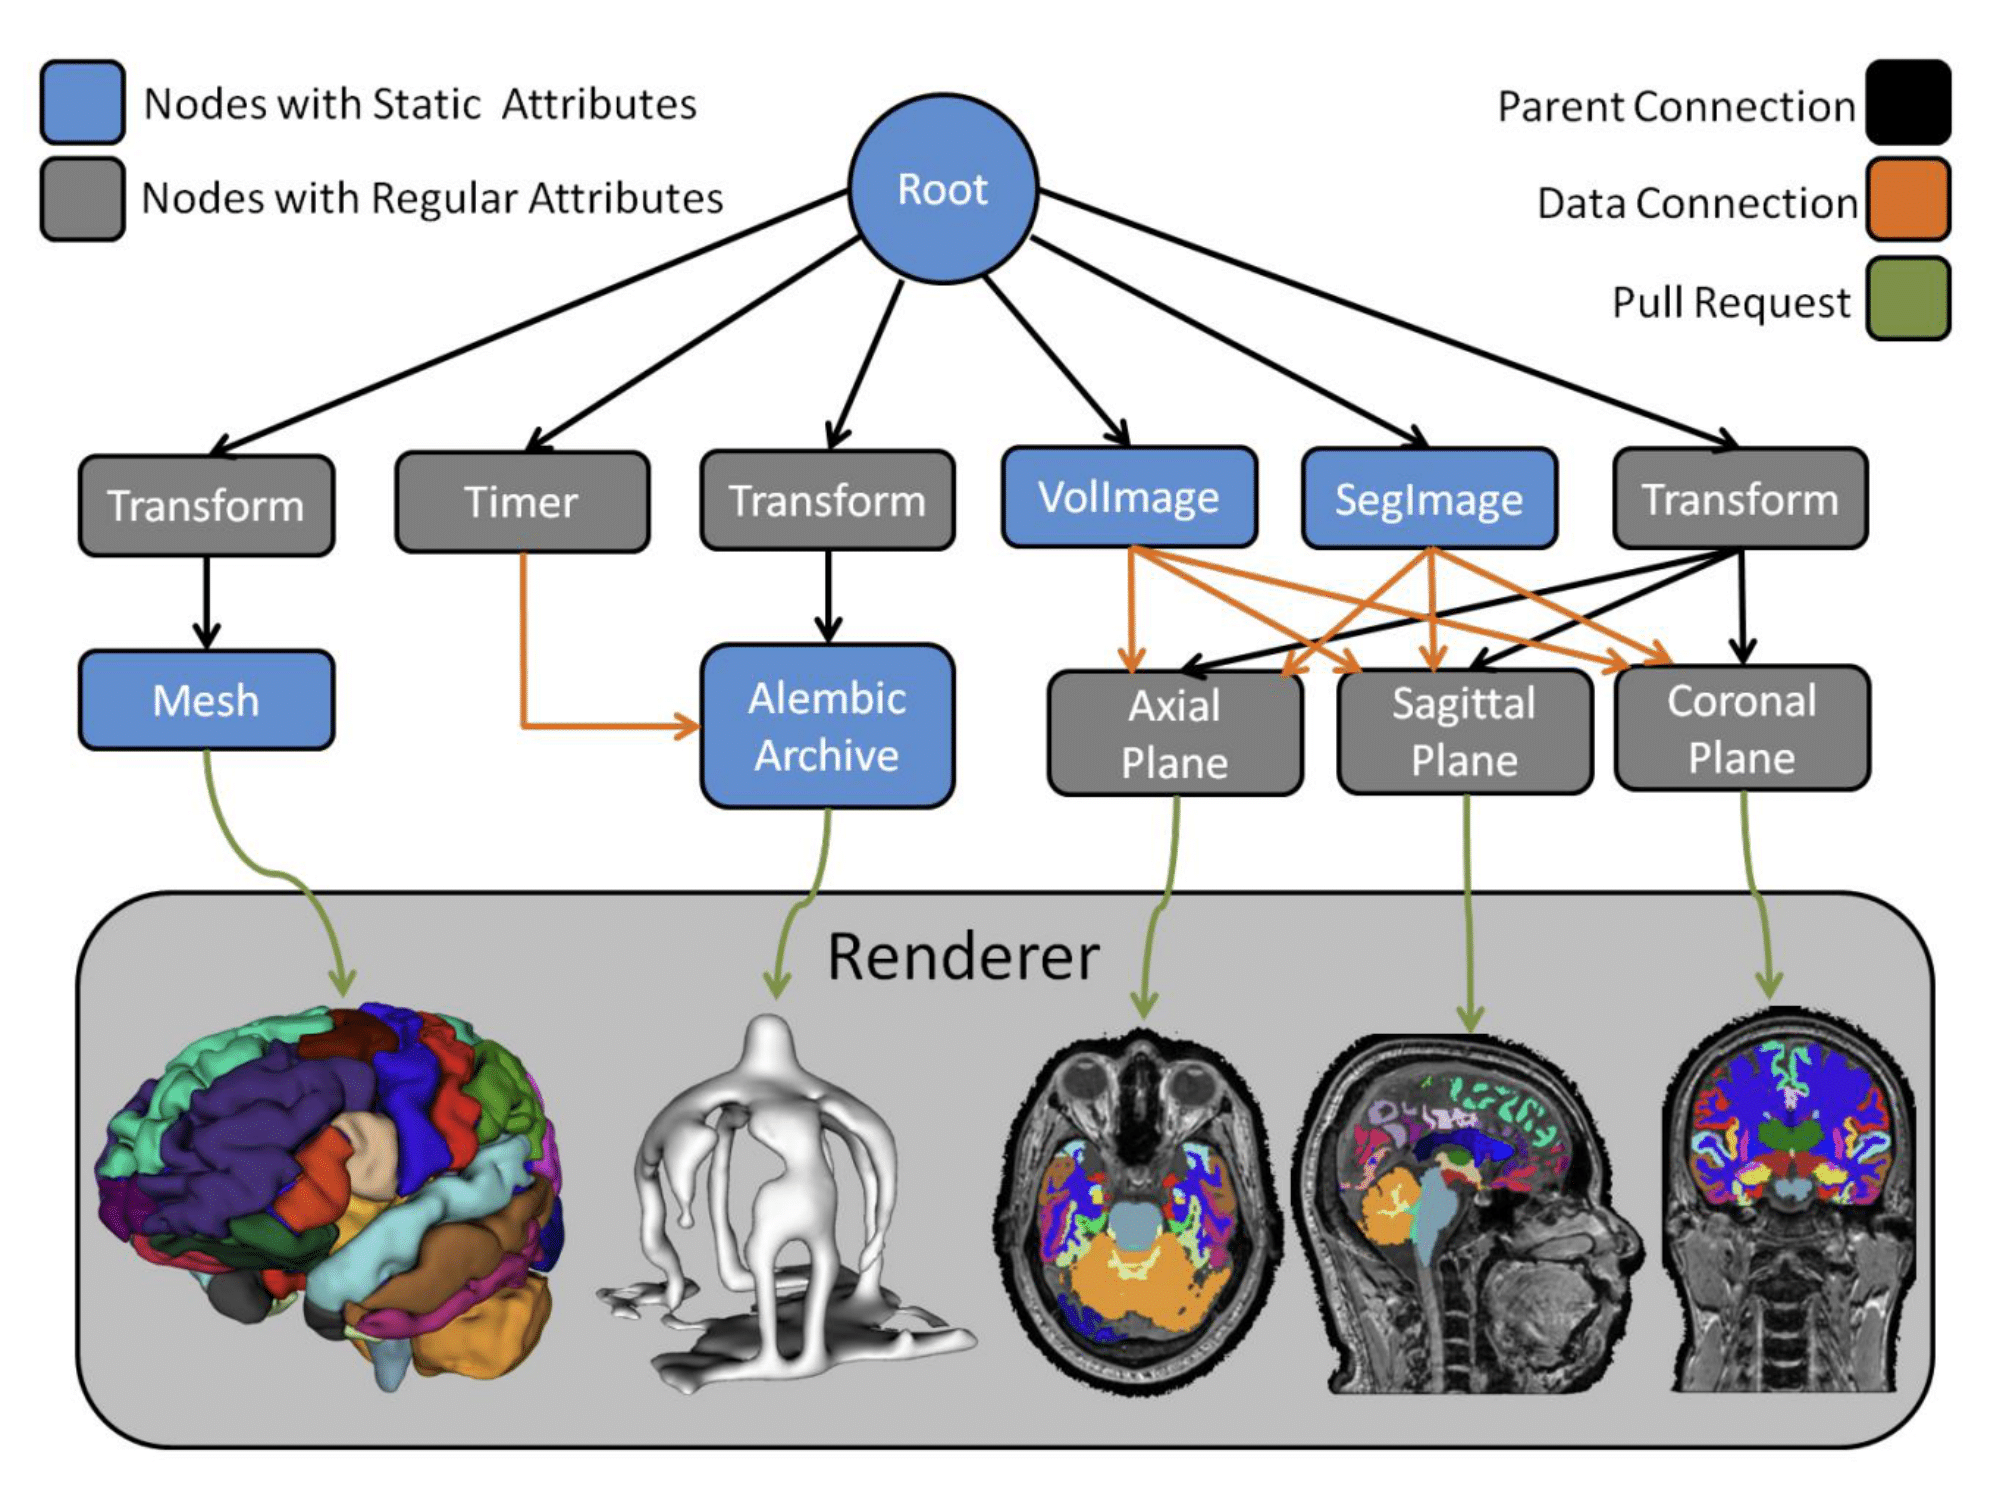 Nodes with Static Attributes
Nodes with Regular Attributes
Parent Connection
Data Connection
Pull Request
Root
Transform
Timer
Transform
VolImage
SegImage
Transform
Mesh
Alembic
Archive
Axial
Plane
Sagittal
Plane
Coronal
Plane
Renderer